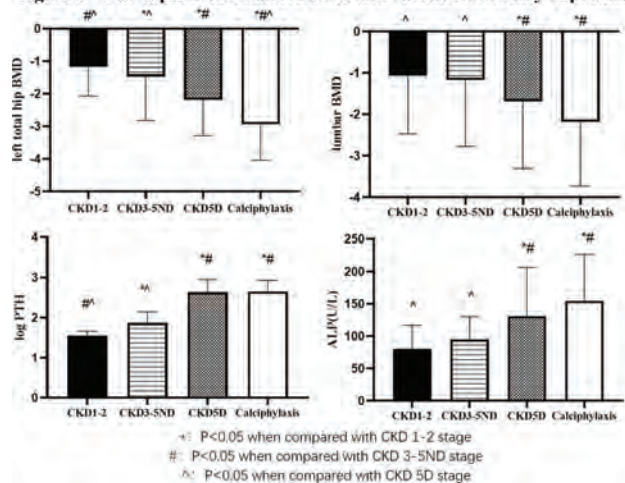 #^ *^ *# *#^
^ ^ *# *#
0
-1
-2
-3
-4
-5
left total hip BMD
CKD1-2 CKD3-5ND CKD5D Calciphylaxis
0
-1
-2
-3
-4
lumbar BMD
CKD1-2 CKD3-5ND CKD5D Calciphylaxis
4
3
2
1
0
log PTH
#^ *^ *# *#
CKD1-2 CKD3-5ND CKD5D Calciphylaxis
250
200
150
100
50
0
ALP(U/L)
^ ^ *# *#
CKD1-2 CKD3-5ND CKD5D Calciphylaxis
*: P<0.05 when compared with CKD 1-2 stage
#: P<0.05 when compared with CKD 3-5ND stage
^: P<0.05 when compared with CKD 5D stage